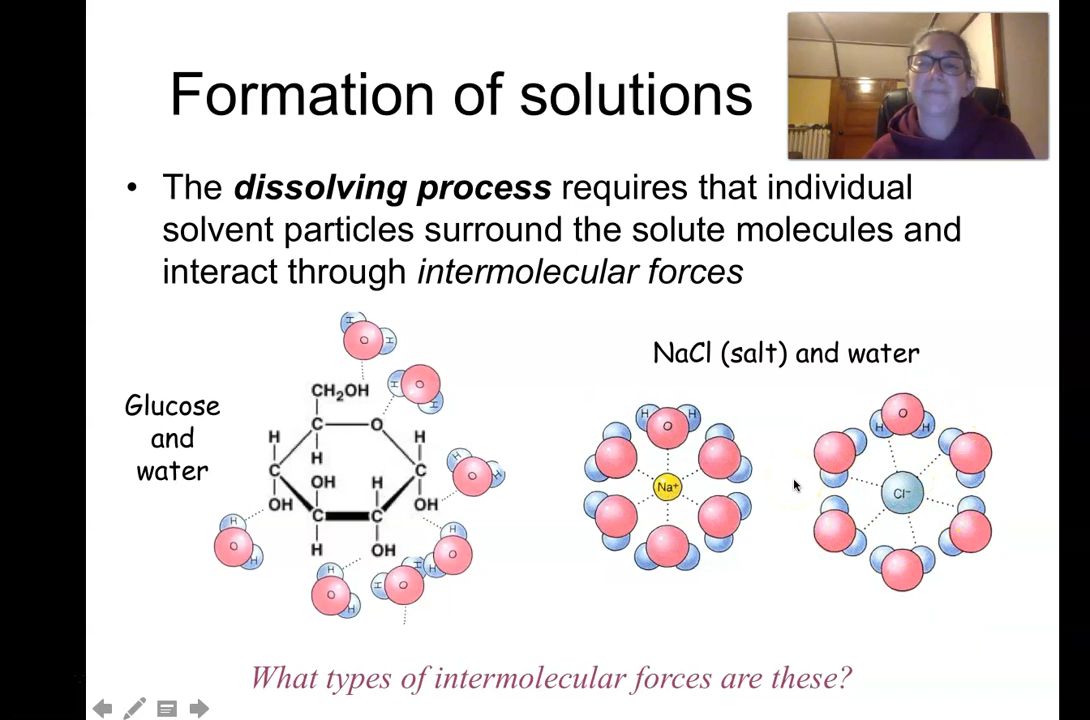 Formation of solutions
• The dissolving process requires that individual
solvent particles surround the solute molecules and
interact through intermolecular forces
Glucose
and
water
H
O
H
H
O
H
CH₂OH
C
O
H
H
C
H
C
OH
H
OH
OH
C
C
H
OH
H
O
H
H
O
H
H
O
H
H
O
H
H
O
H
NaCl (salt) and water
H
O
H
Na⁺
O
H
H
Cl⁻
What types of intermolecular forces are these?